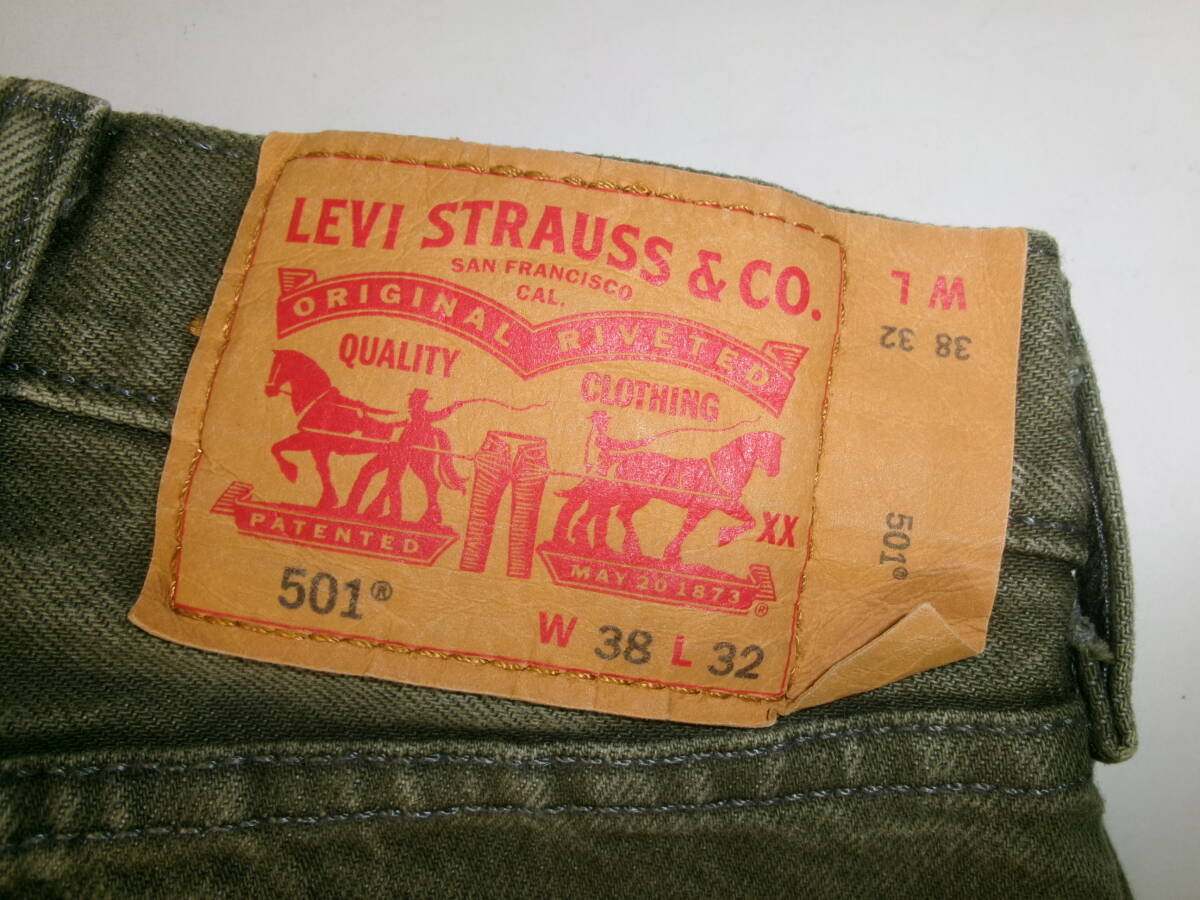 LEVI STRAUSS & CO.
SAN FRANCISCO
CAL.
ORIGINAL RIVETED
QUALITY CLOTHING
XX
PATENTED
MAY 20 1873 ®
501®
W 38 L 32
W L
38 32
501®